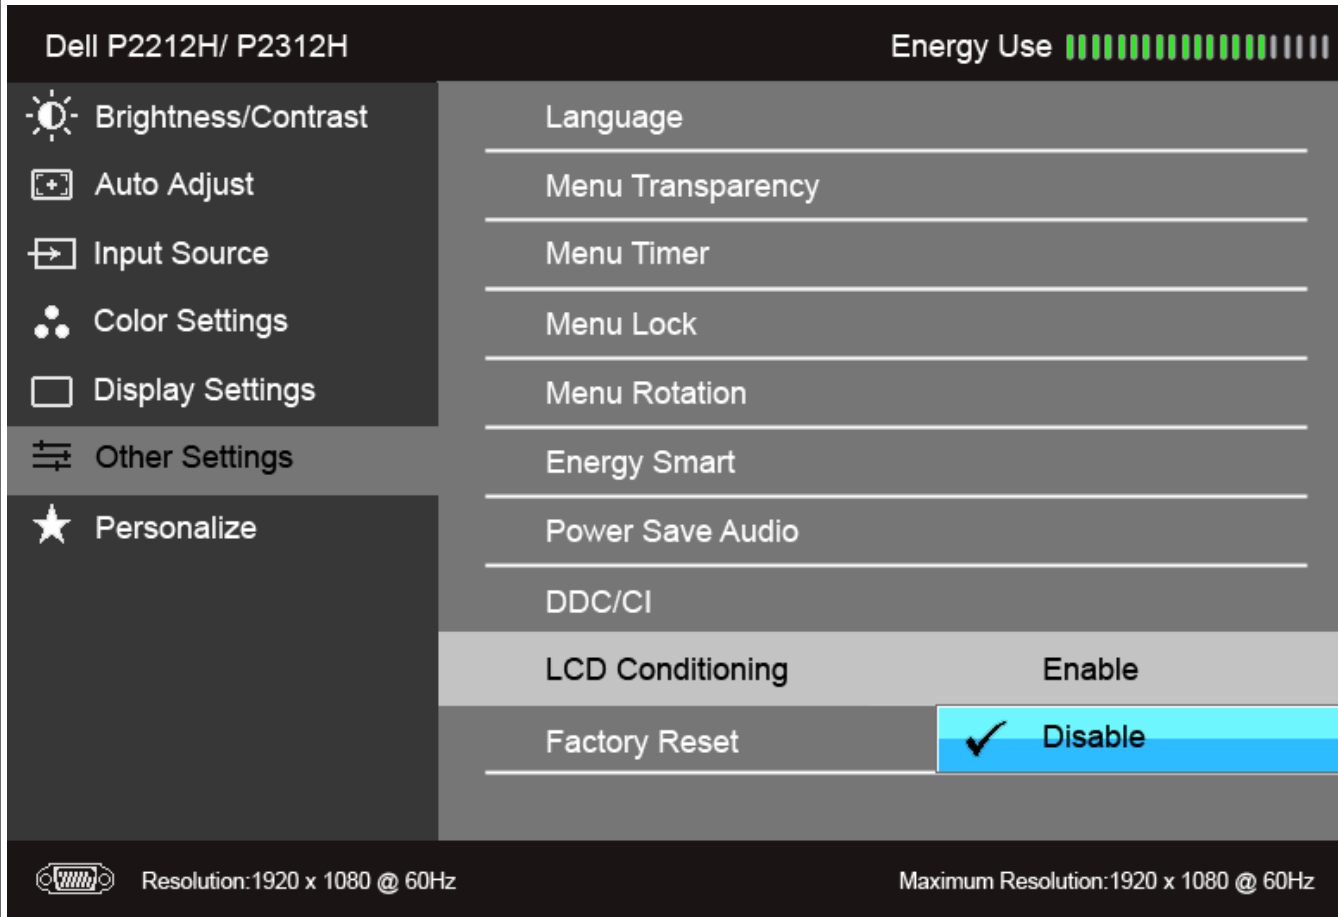 Dell P2212H/ P2312H
Energy Use
Brightness/Contrast
Auto Adjust
Input Source
Color Settings
Display Settings
Other Settings
Personalize
Language
Menu Transparency
Menu Timer
Menu Lock
Menu Rotation
Energy Smart
Power Save Audio
DDC/CI
LCD Conditioning
Enable
Factory Reset
Disable
Resolution:1920 x 1080 @ 60Hz
Maximum Resolution:1920 x 1080 @ 60Hz